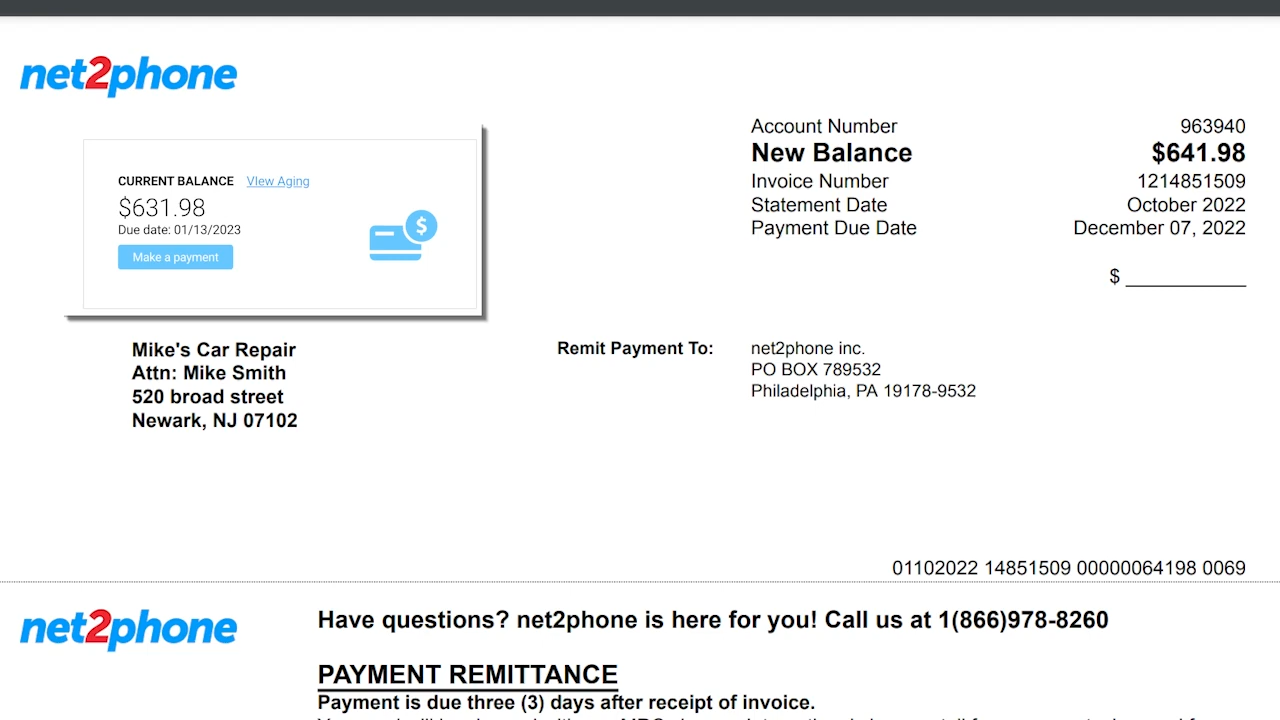 net2phone
Account Number 963940
New Balance $641.98
Invoice Number 1214851509
Statement Date October 2022
Payment Due Date December 07, 2022
$ ____________
CURRENT BALANCE VIew Aging
$631.98
Due date: 01/13/2023
Make a payment
$
Mike's Car Repair
Attn: Mike Smith
520 broad street
Newark, NJ 07102
Remit Payment To: net2phone inc.
PO BOX 789532
Philadelphia, PA 19178-9532
01102022 14851509 00000064198 0069
net2phone
Have questions? net2phone is here for you! Call us at 1(866)978-8260
PAYMENT REMITTANCE
Payment is due three (3) days after receipt of invoice.